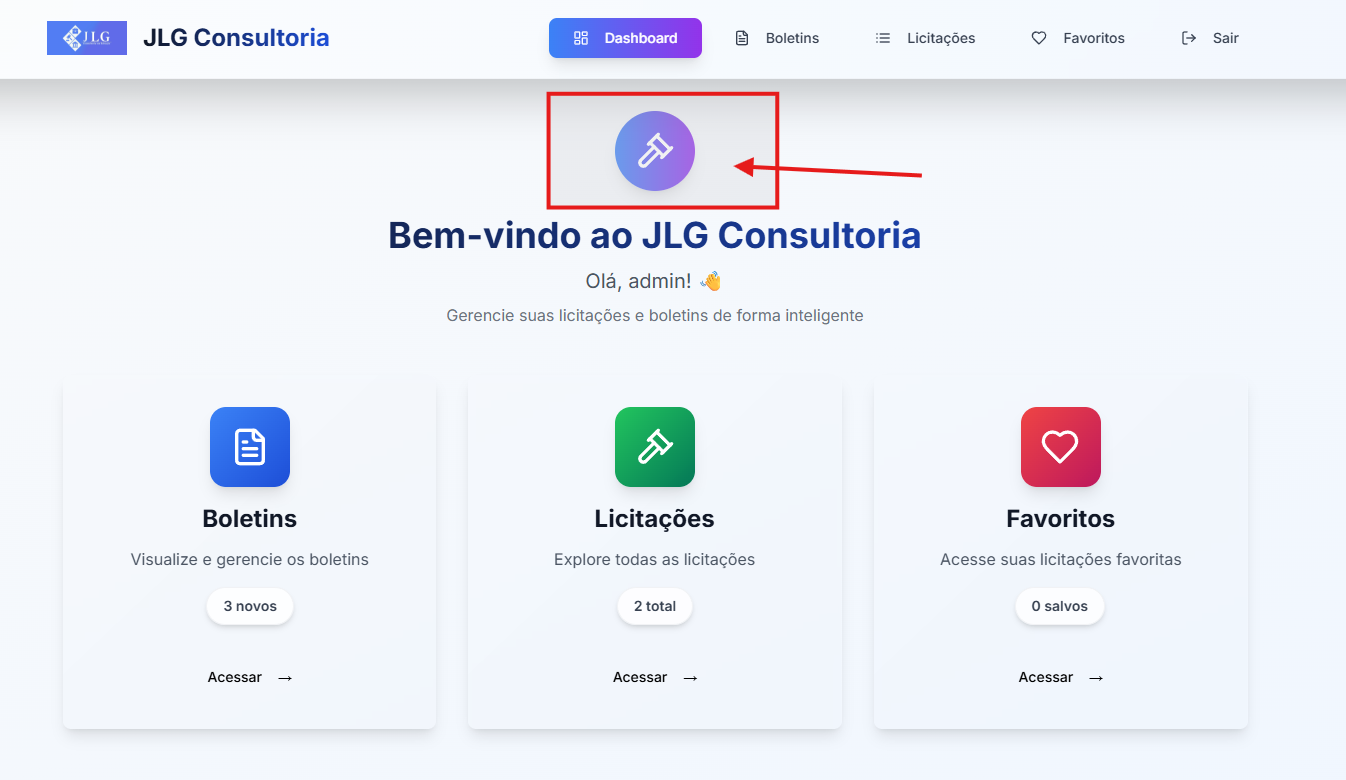 JLG
JLG Consultoria
Dashboard
Boletins
Licitações
Favoritos
Sair
Bem-vindo ao JLG Consultoria
Olá, admin! 👋
Gerencie suas licitações e boletins de forma inteligente
Boletins
Visualize e gerencie os boletins
3 novos
Acessar →
Licitações
Explore todas as licitações
2 total
Acessar →
Favoritos
Acesse suas licitações favoritas
0 salvos
Acessar →